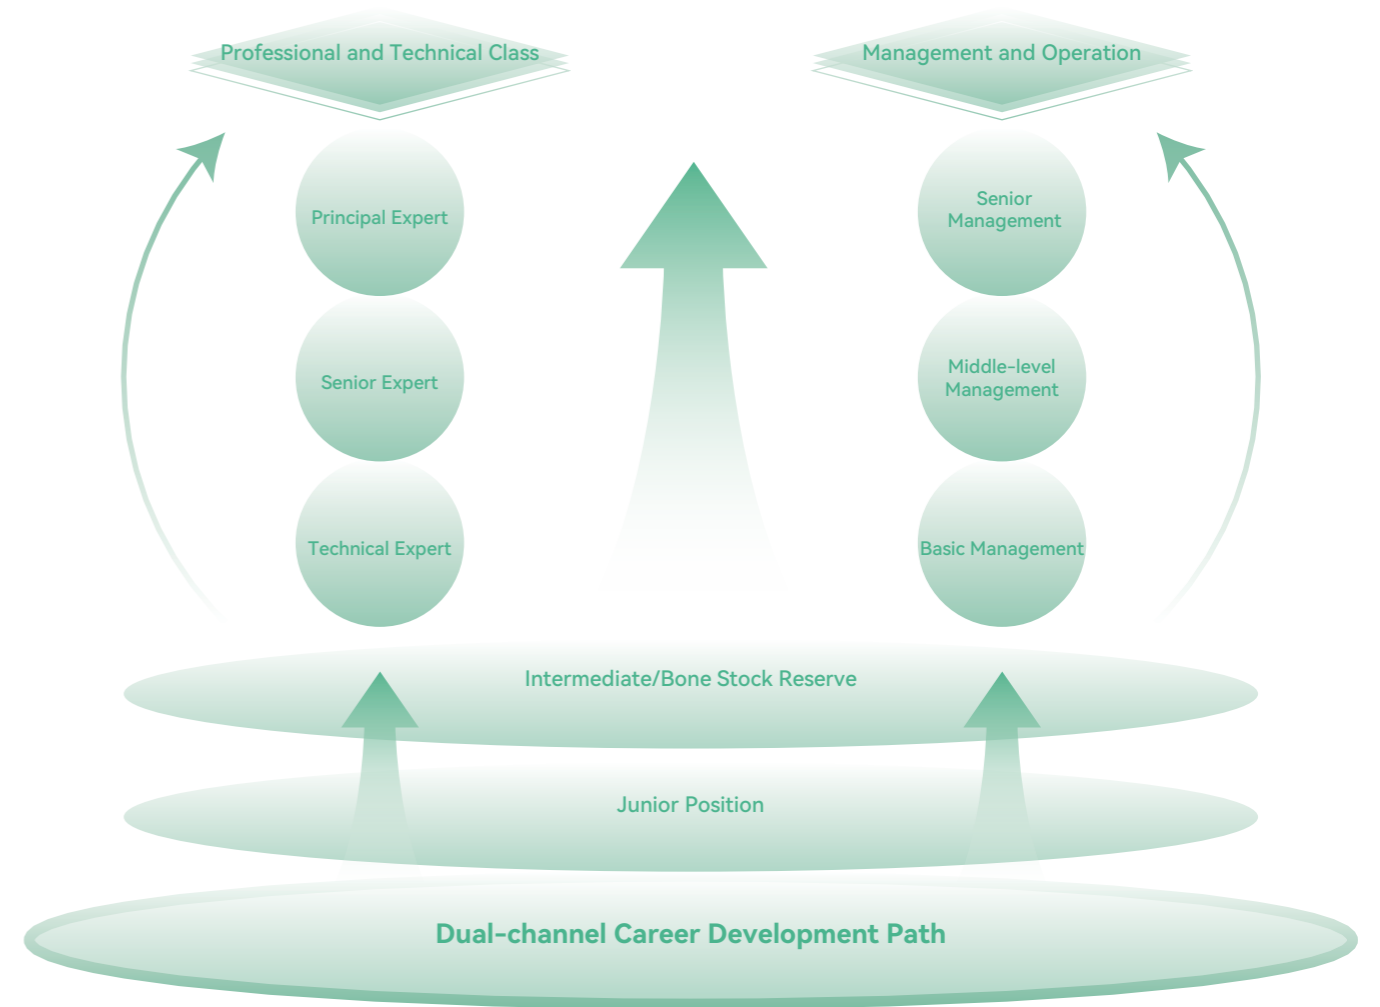 Professional and Technical Class
Management and Operation
Principal Expert
Senior
Management
Senior Expert
Middle-level
Management
Technical Expert
Basic Management
Intermediate/Bone Stock Reserve
Junior Position
Dual-channel Career Development Path